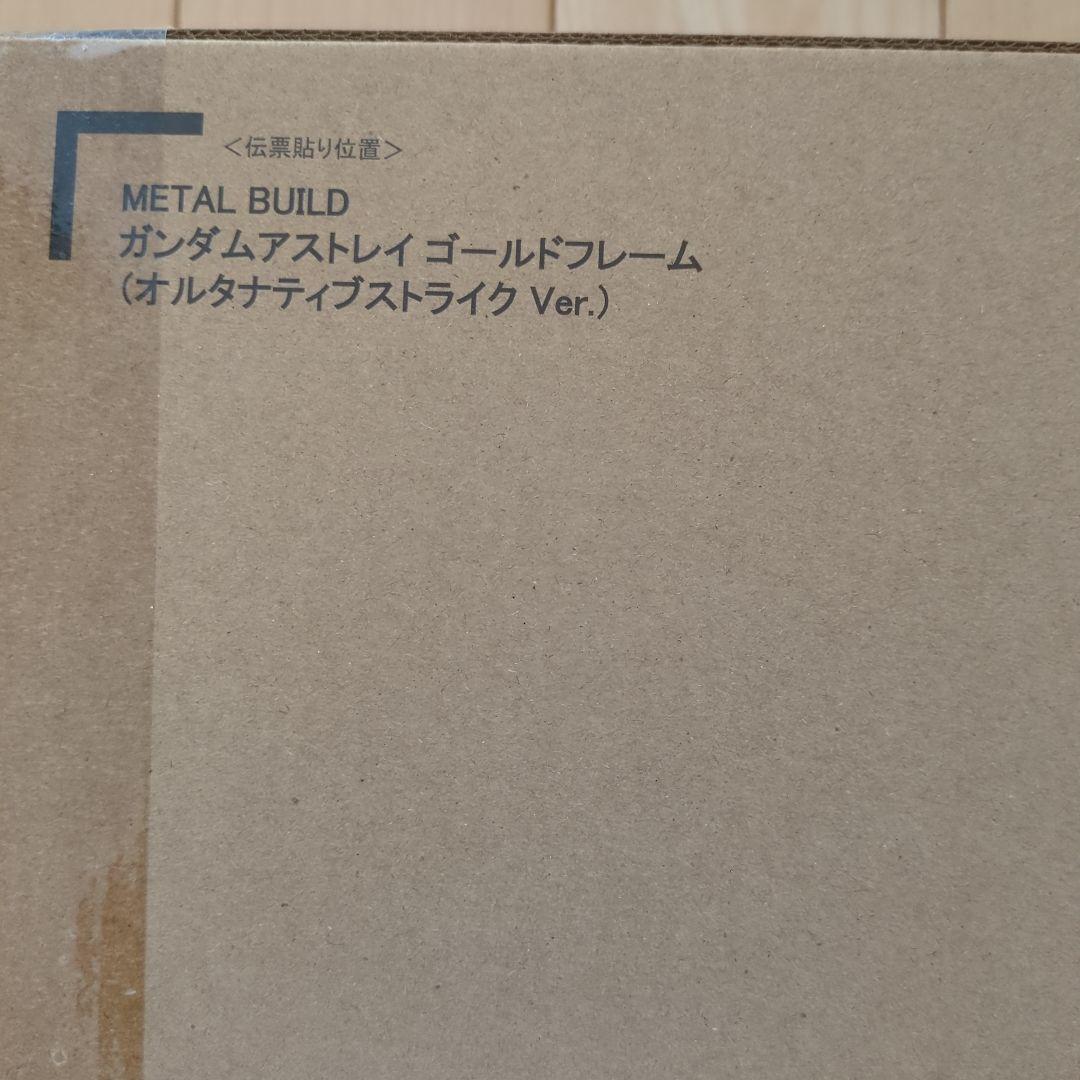 ＜伝票貼り位置＞
METAL BUILD
ガンダムアストレイ ゴールドフレーム
(オルタナティブストライク Ver.)